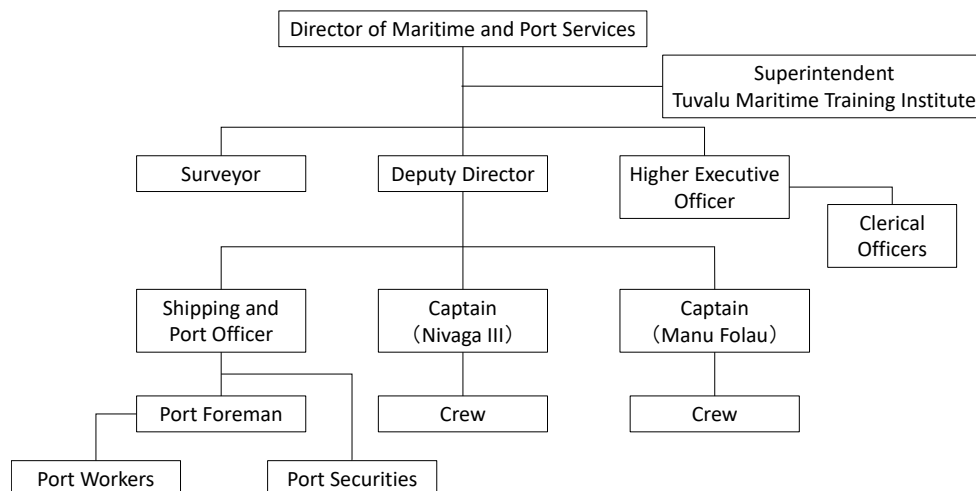 Director of Maritime and Port Services
Superintendent
Tuvalu Maritime Training Institute
Surveyor
Deputy Director
Higher Executive
Officer
Clerical
Officers
Shipping and
Port Officer
Captain
（Nivaga III）
Captain
（Manu Folau）
Port Foreman
Crew
Crew
Port Workers
Port Securities